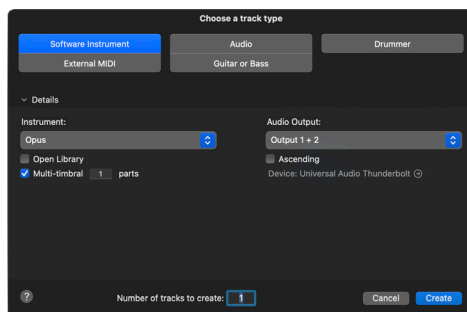 Choose a track type
Software Instrument
Audio
Drummer
External MIDI
Guitar or Bass
Details
Instrument:
Audio Output:
Opus
Output 1 + 2
Open Library
Ascending
Multi-timbral 1 parts
Device: Universal Audio Thunderbolt
? Number of tracks to create: 1
Cancel
Create